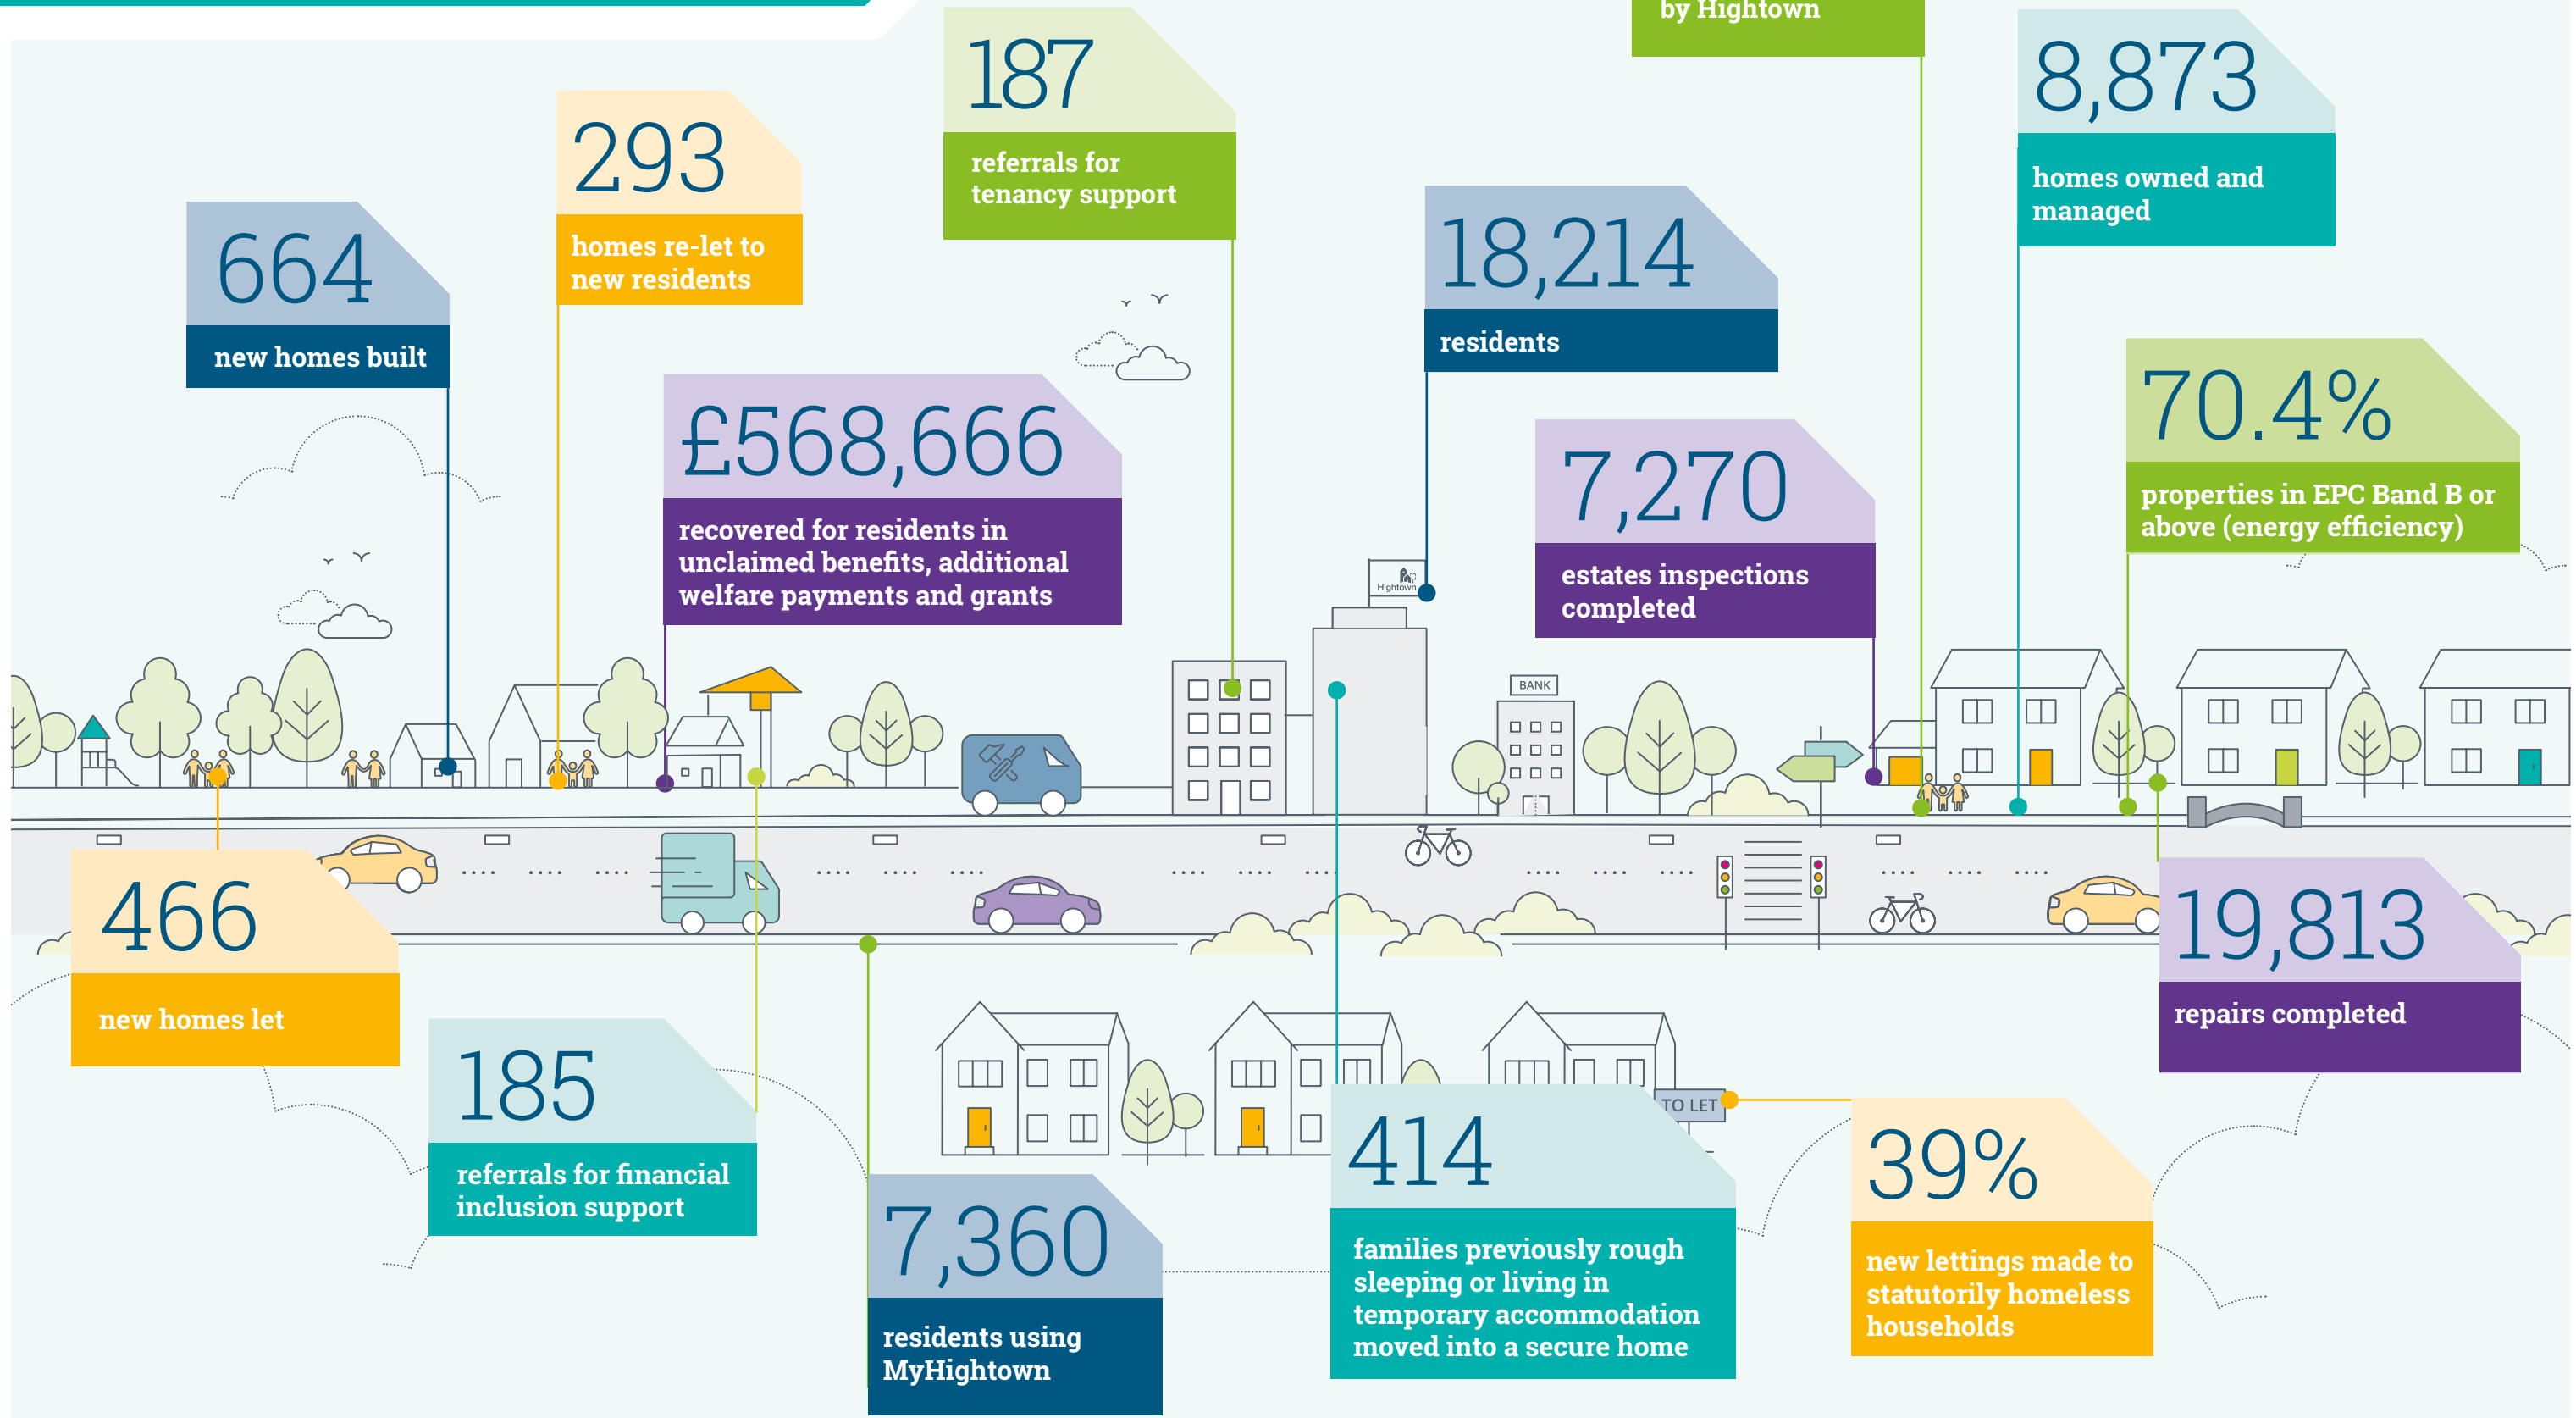 by Hightown
187
referrals for
tenancy support
8,873
homes owned and
managed
293
homes re-let to
new residents
664
new homes built
18,214
residents
70.4%
properties in EPC Band B or
above (energy efficiency)
£568,666
recovered for residents in
unclaimed benefits, additional
welfare payments and grants
7,270
estates inspections
completed
Hightown
BANK
466
new homes let
19,813
repairs completed
185
referrals for financial
inclusion support
TO LET
414
families previously rough
sleeping or living in
temporary accommodation
moved into a secure home
39%
new lettings made to
statutorily homeless
households
7,360
residents using
MyHightown